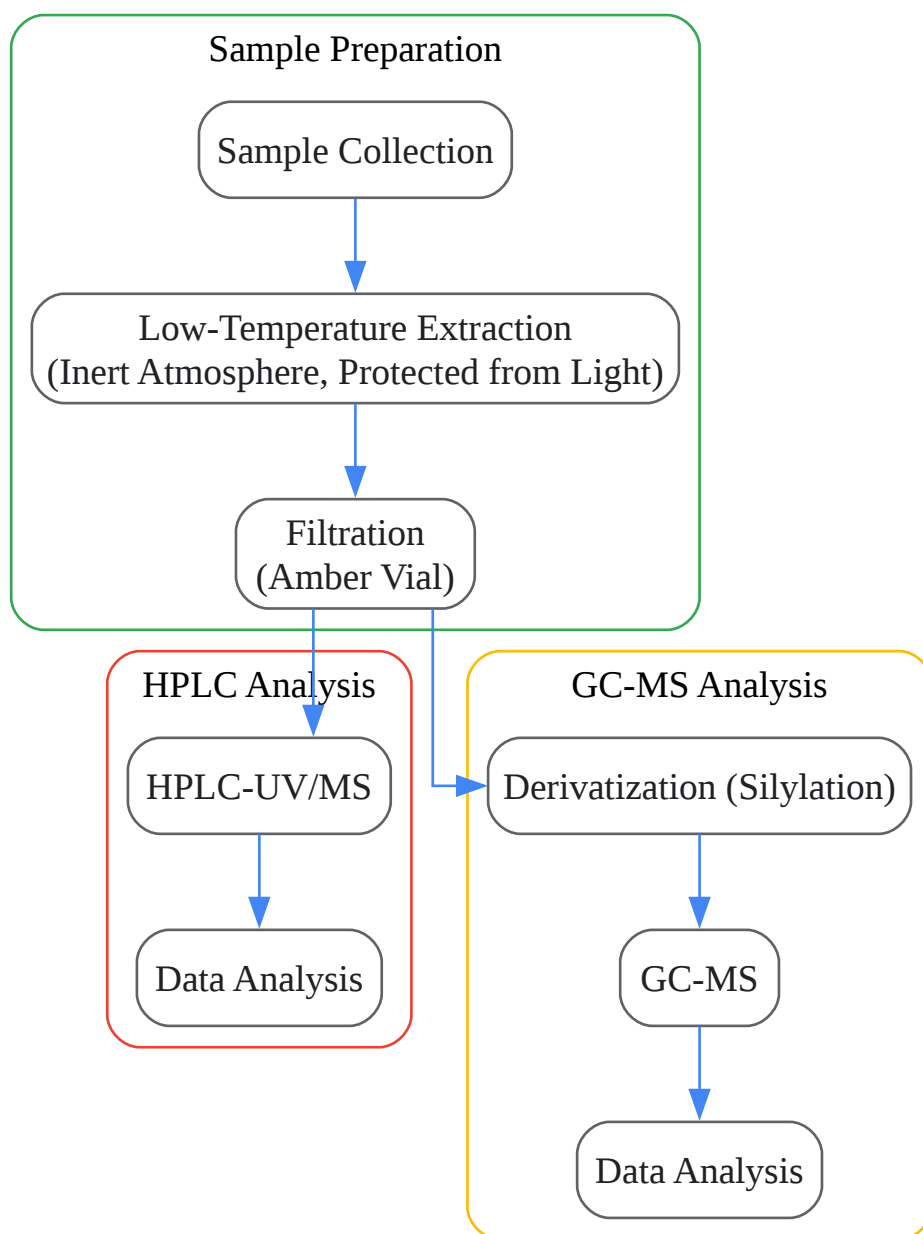 Sample Preparation
Sample Collection
Low-Temperature Extraction
(Inert Atmosphere, Protected from Light)
Filtration
(Amber Vial)
HPLC Analysis
HPLC-UV/MS
Data Analysis
GC-MS Analysis
Derivatization (Silylation)
GC-MS
Data Analysis